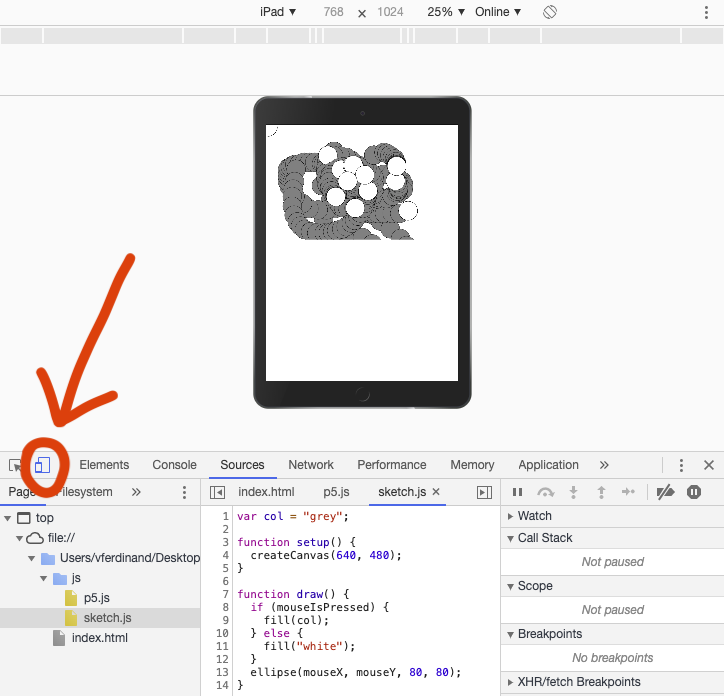 iPad ▼ 768 × 1024 25% ▼ Online ▼
Elements Console Sources Network Performance Memory Application »
Page Filesystem » index.html p5.js sketch.js ×
▼ top
▼ file://
▼ Users/vferdinand/Desktop
▼ js
p5.js
sketch.js
index.html
1 var col = "grey";
2
3 function setup() {
4 createCanvas(640, 480);
5 }
6
7 function draw() {
8 if (mouseIsPressed) {
9 fill(col);
10 } else {
11 fill("white");
12 }
13 ellipse(mouseX, mouseY, 80, 80);
14 }
▶ Watch
▼ Call Stack
Not paused
▼ Scope
Not paused
▼ Breakpoints
No breakpoints
▶ XHR/fetch Breakpoints